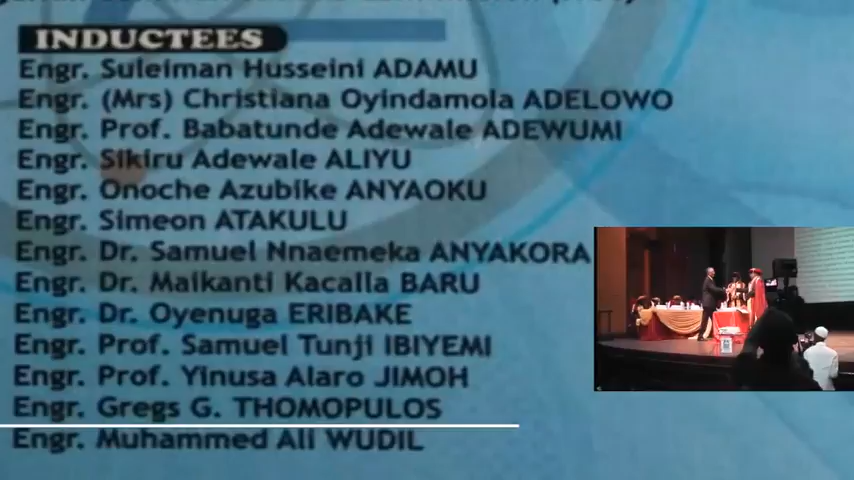 INDUCTEES
Engr. Suleiman Husseini ADAMU
Engr. (Mrs) Christiana Oyindamola ADELOWO
Engr. Prof. Babatunde Adewale ADEWUMI
Engr. Sikiru Adewale ALIYU
Engr. Onoche Azubike ANYAOKU
Engr. Simeon ATAKULU
Engr. Dr. Samuel Nnaemeka ANYAKORA
Engr. Dr. Maikanti Kacalla BARU
Engr. Dr. Oyenuga ERIBAKE
Engr. Prof. Samuel Tunji IBIYEMI
Engr. Prof. Yinusa Alaro JIMOH
Engr. Gregs G. THOMOPULOS
Engr. Muhammed Ali WUDIL